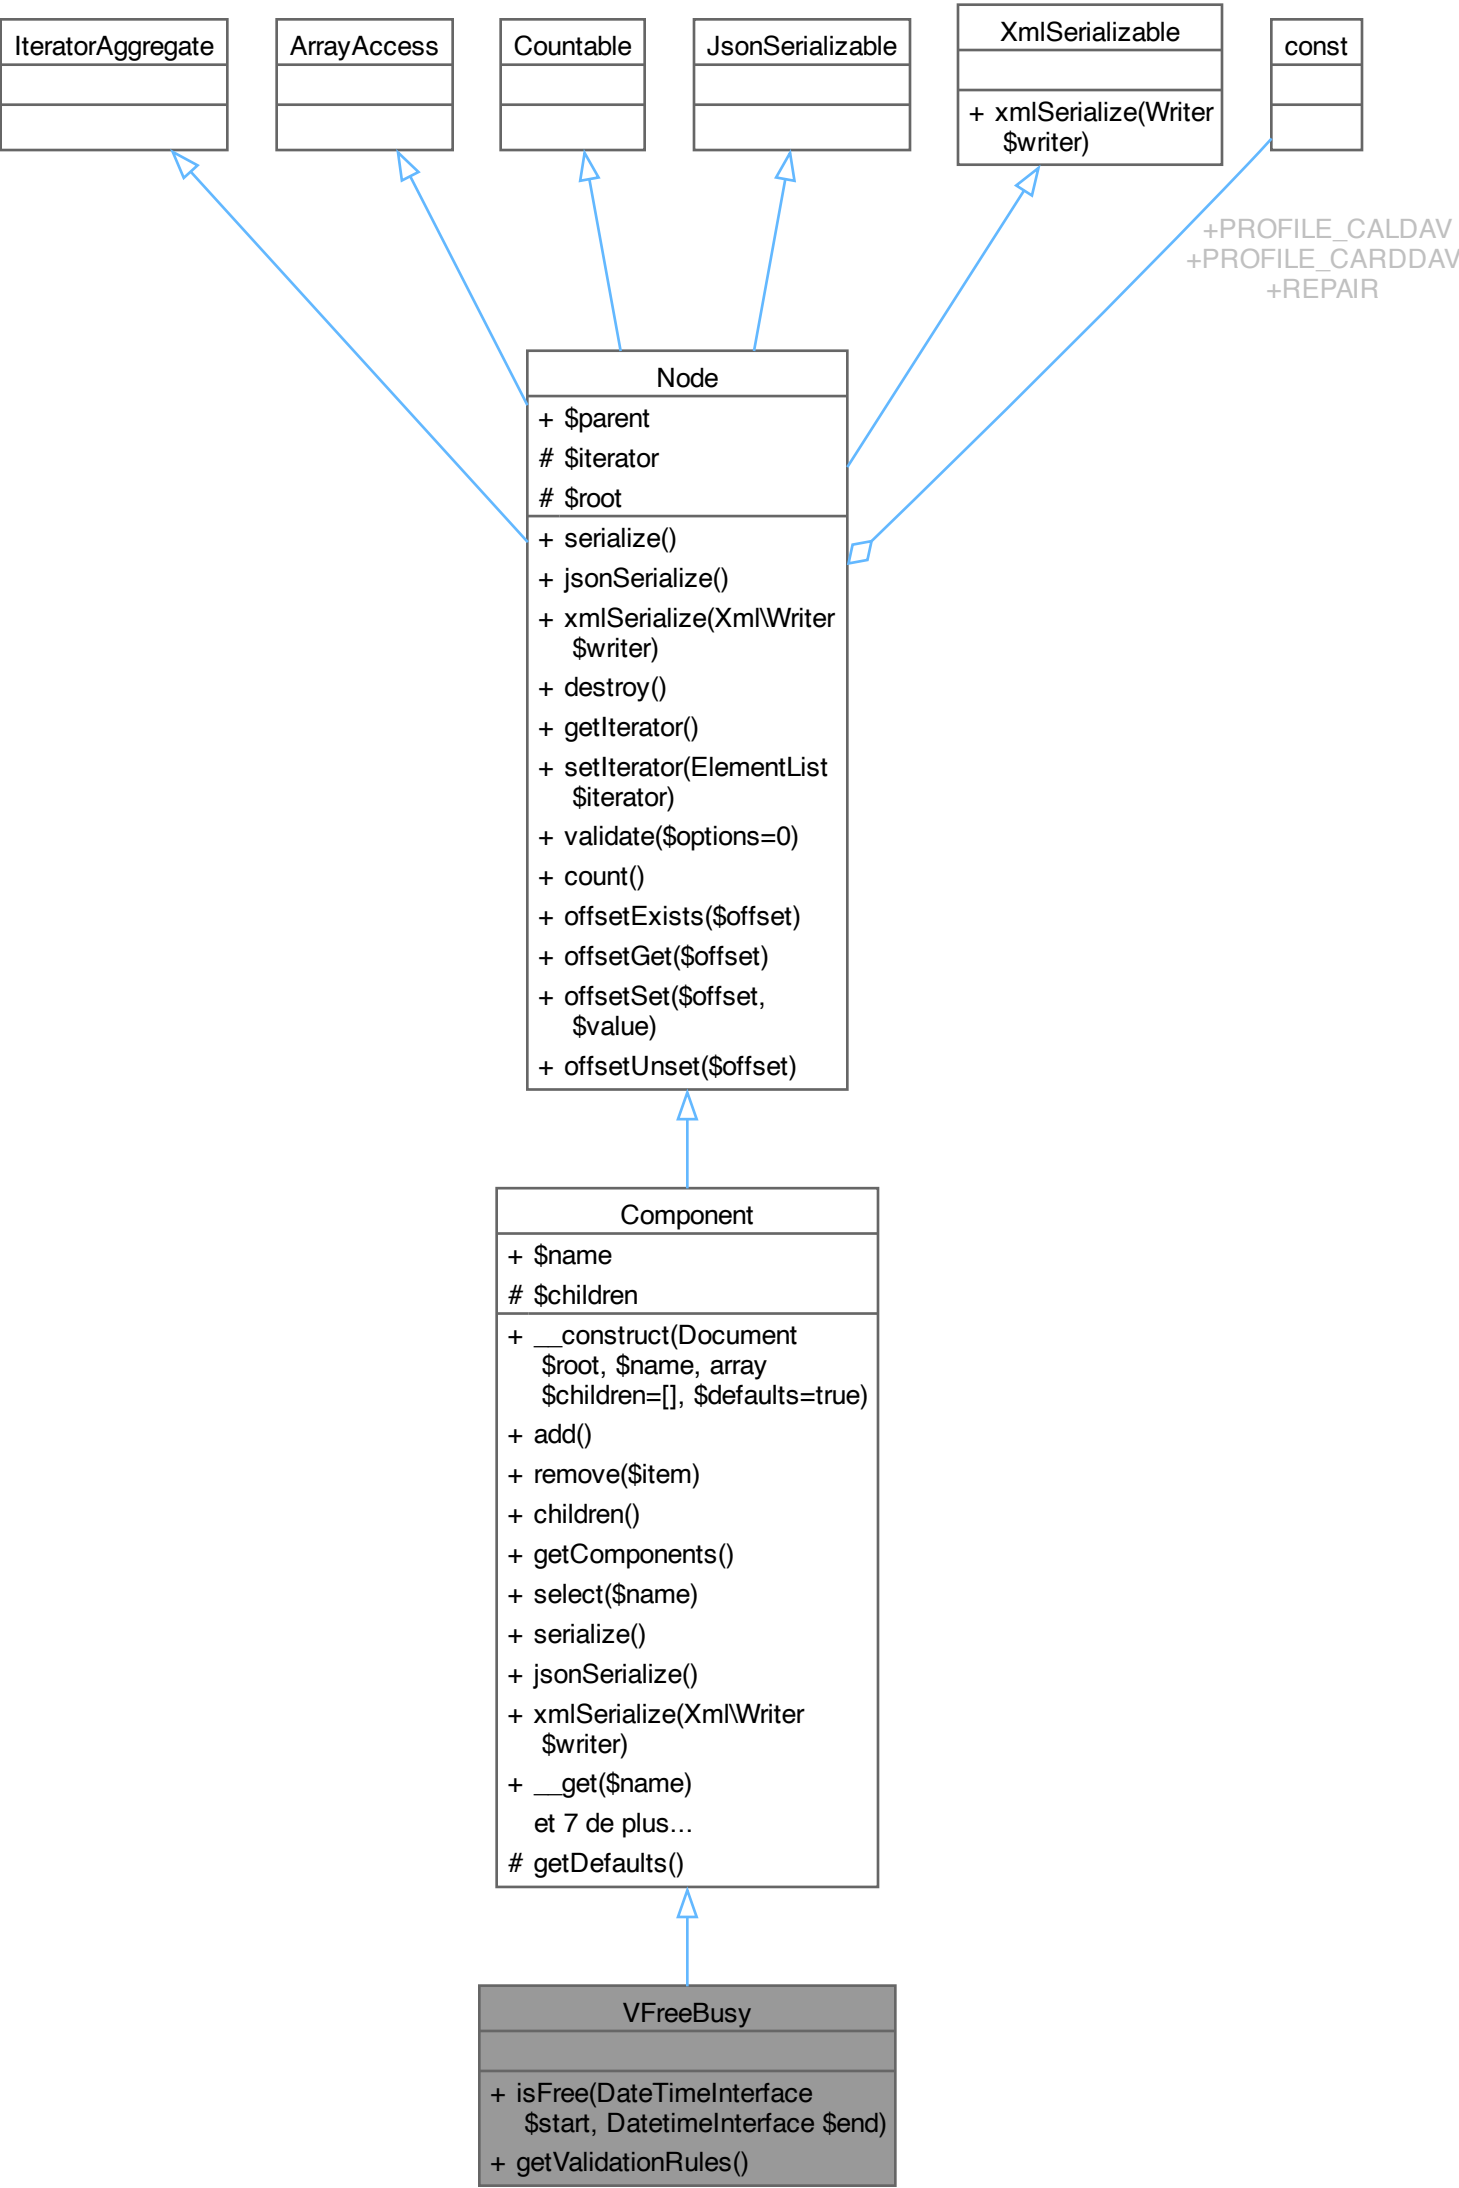 IteratorAggregate
ArrayAccess
Countable
JsonSerializable
XmlSerializable
+ xmlSerialize(Writer
$writer)
const
+PROFILE_CALDAV
+PROFILE_CARDDAV
+REPAIR
Node
+ $parent
# $iterator
# $root
+ serialize()
+ jsonSerialize()
+ xmlSerialize(Xml\Writer
$writer)
+ destroy()
+ getIterator()
+ setIterator(ElementList
$iterator)
+ validate($options=0)
+ count()
+ offsetExists($offset)
+ offsetGet($offset)
+ offsetSet($offset,
$value)
+ offsetUnset($offset)
Component
+ $name
# $children
+ __construct(Document
$root, $name, array
$children=[], $defaults=true)
+ add()
+ remove($item)
+ children()
+ getComponents()
+ select($name)
+ serialize()
+ jsonSerialize()
+ xmlSerialize(Xml\Writer
$writer)
+ __get($name)
et 7 de plus...
# getDefaults()
VFreeBusy
+ isFree(DateTimeInterface
$start, DatetimeInterface $end)
+ getValidationRules()